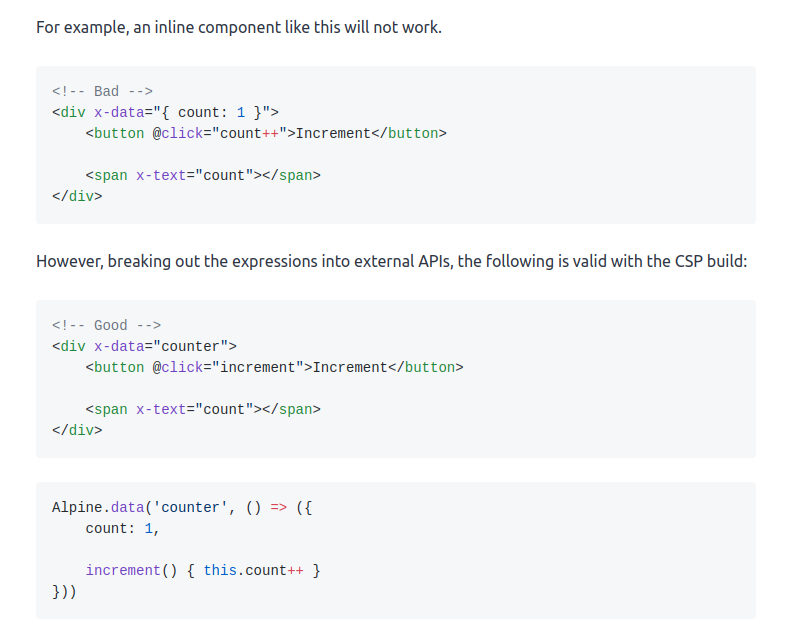 For example, an inline component like this will not work.
<!-- Bad -->
<div x-data="{ count: 1 }">
    <button @click="count++">Increment</button>
    <span x-text="count"></span>
</div>
However, breaking out the expressions into external APIs, the following is valid with the CSP build:
<!-- Good -->
<div x-data="counter">
    <button @click="increment">Increment</button>
    <span x-text="count"></span>
</div>
Alpine.data('counter', () => ({
    count: 1,
    increment() { this.count++ }
}))